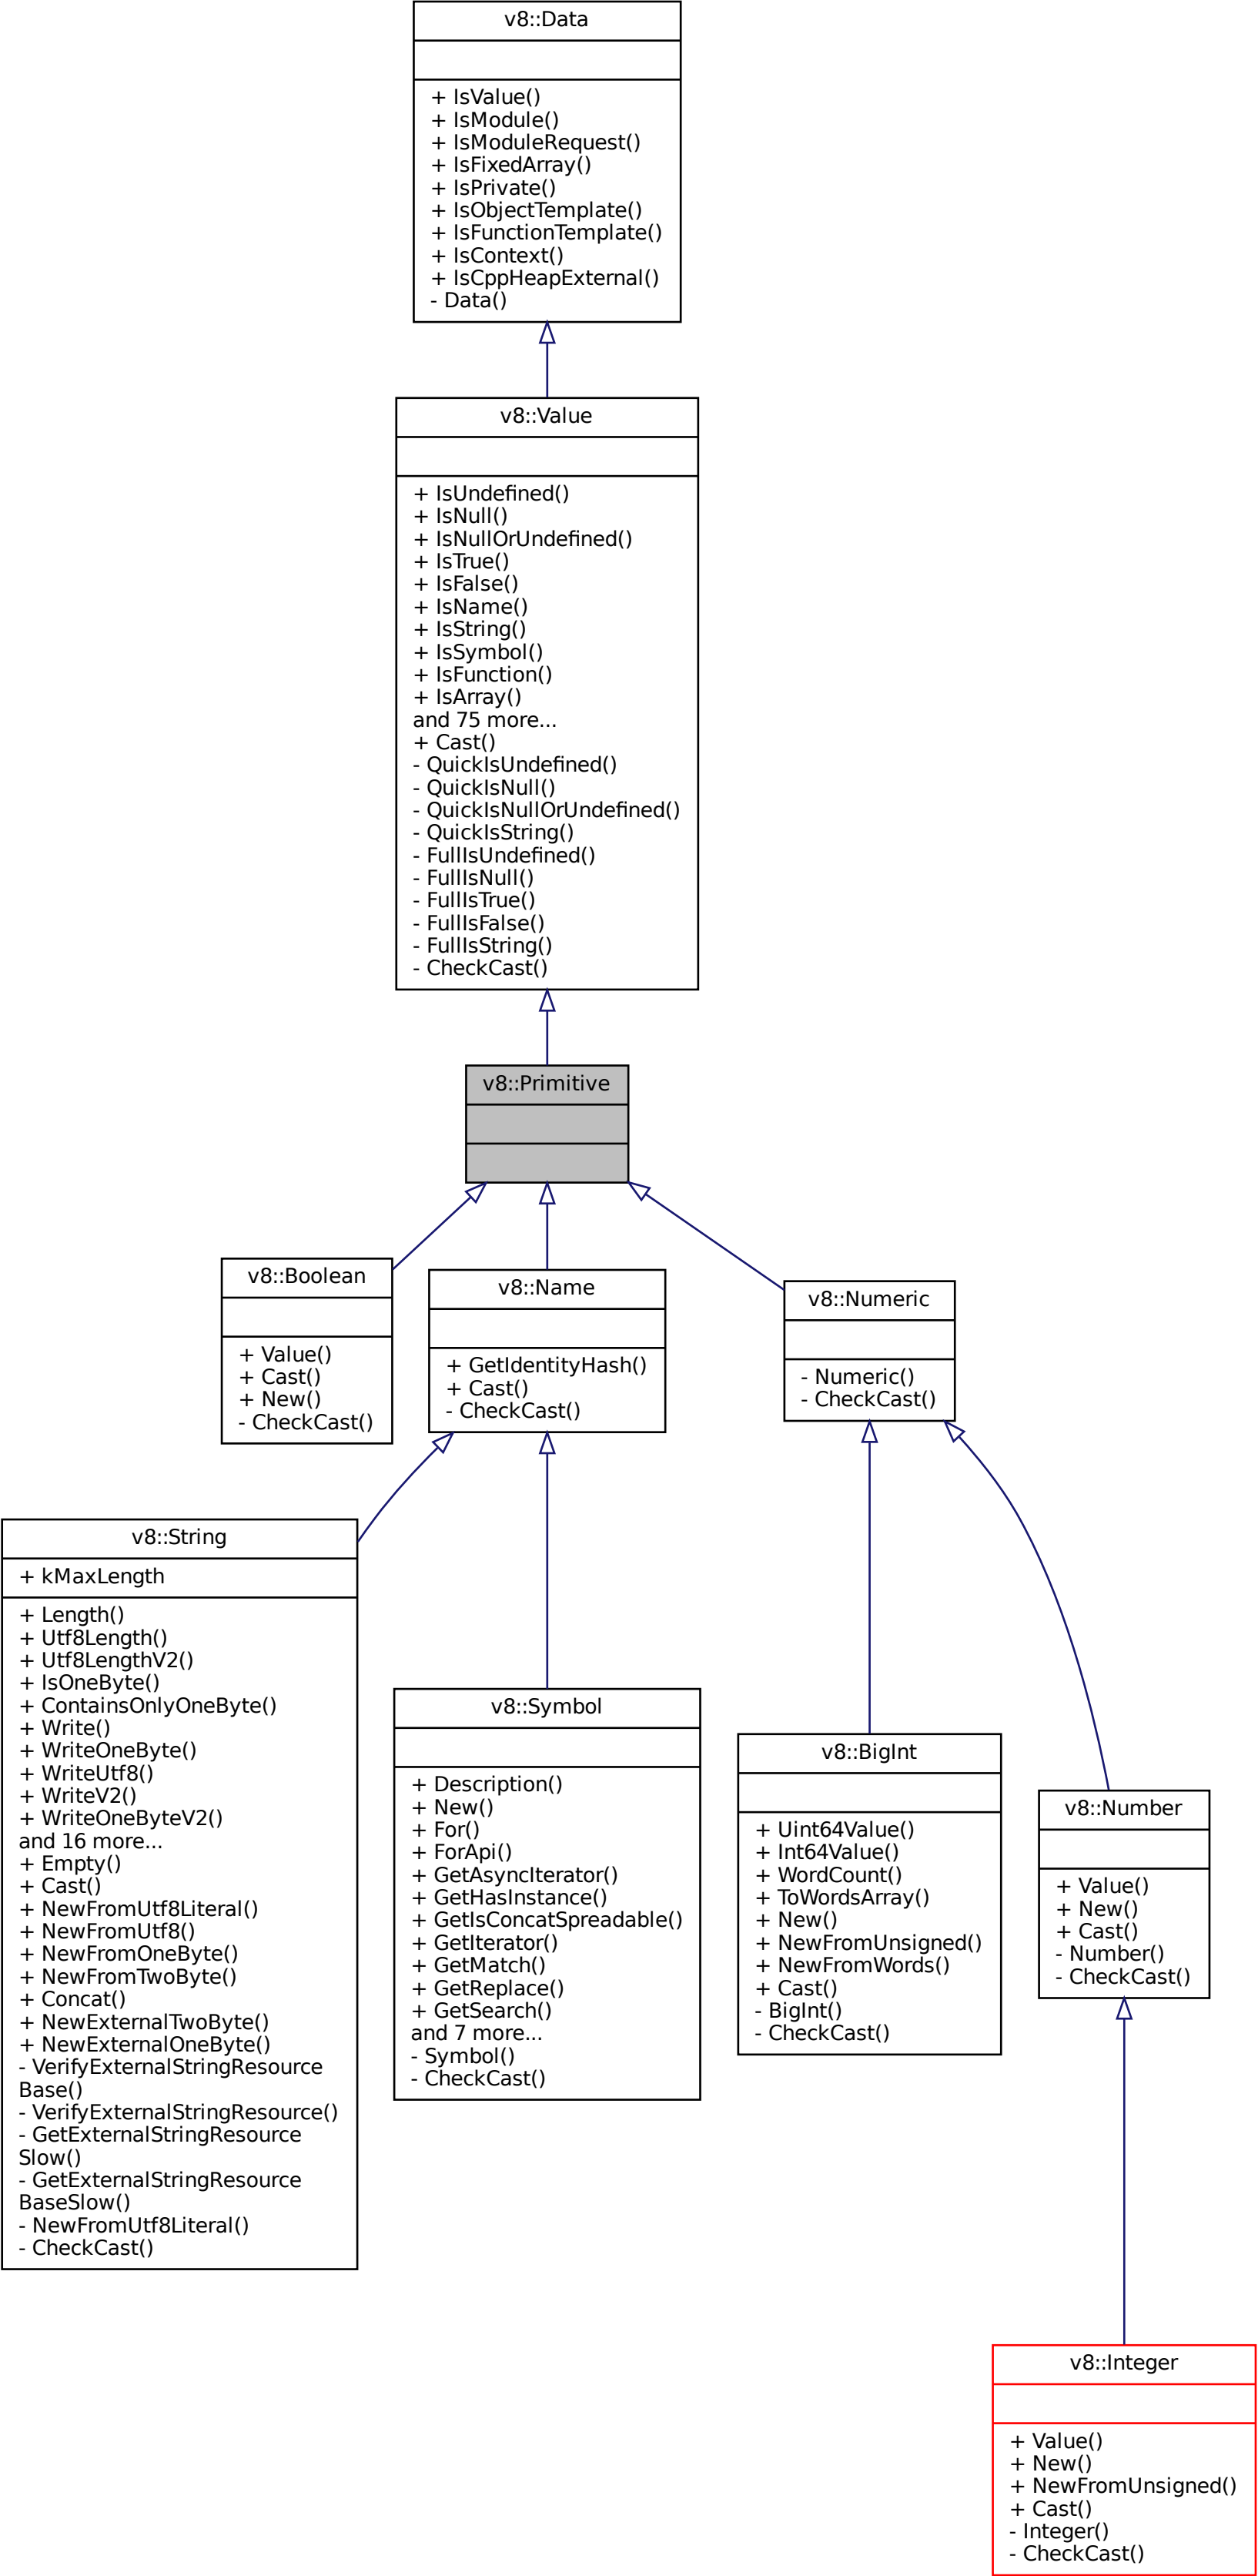 v8::Data
+ IsValue()
+ IsModule()
+ IsModuleRequest()
+ IsFixedArray()
+ IsPrivate()
+ IsObjectTemplate()
+ IsFunctionTemplate()
+ IsContext()
+ IsCppHeapExternal()
- Data()
v8::Value
+ IsUndefined()
+ IsNull()
+ IsNullOrUndefined()
+ IsTrue()
+ IsFalse()
+ IsName()
+ IsString()
+ IsSymbol()
+ IsFunction()
+ IsArray()
and 75 more...
+ Cast()
- QuickIsUndefined()
- QuickIsNull()
- QuickIsNullOrUndefined()
- QuickIsString()
- FullIsUndefined()
- FullIsNull()
- FullIsTrue()
- FullIsFalse()
- FullIsString()
- CheckCast()
v8::Primitive
v8::Boolean
+ Value()
+ Cast()
+ New()
- CheckCast()
v8::Name
+ GetIdentityHash()
+ Cast()
- CheckCast()
v8::Numeric
- Numeric()
- CheckCast()
v8::String
+ kMaxLength
+ Length()
+ Utf8Length()
+ Utf8LengthV2()
+ IsOneByte()
+ ContainsOnlyOneByte()
+ Write()
+ WriteOneByte()
+ WriteUtf8()
+ WriteV2()
+ WriteOneByteV2()
and 16 more...
+ Empty()
+ Cast()
+ NewFromUtf8Literal()
+ NewFromUtf8()
+ NewFromOneByte()
+ NewFromTwoByte()
+ Concat()
+ NewExternalTwoByte()
+ NewExternalOneByte()
- VerifyExternalStringResource
Base()
- VerifyExternalStringResource()
- GetExternalStringResource
Slow()
- GetExternalStringResource
BaseSlow()
- NewFromUtf8Literal()
- CheckCast()
v8::Symbol
+ Description()
+ New()
+ For()
+ ForApi()
+ GetAsyncIterator()
+ GetHasInstance()
+ GetIsConcatSpreadable()
+ GetIterator()
+ GetMatch()
+ GetReplace()
+ GetSearch()
and 7 more...
- Symbol()
- CheckCast()
v8::BigInt
+ Uint64Value()
+ Int64Value()
+ WordCount()
+ ToWordsArray()
+ New()
+ NewFromUnsigned()
+ NewFromWords()
+ Cast()
- BigInt()
- CheckCast()
v8::Number
+ Value()
+ New()
+ Cast()
- Number()
- CheckCast()
v8::Integer
+ Value()
+ New()
+ NewFromUnsigned()
+ Cast()
- Integer()
- CheckCast()